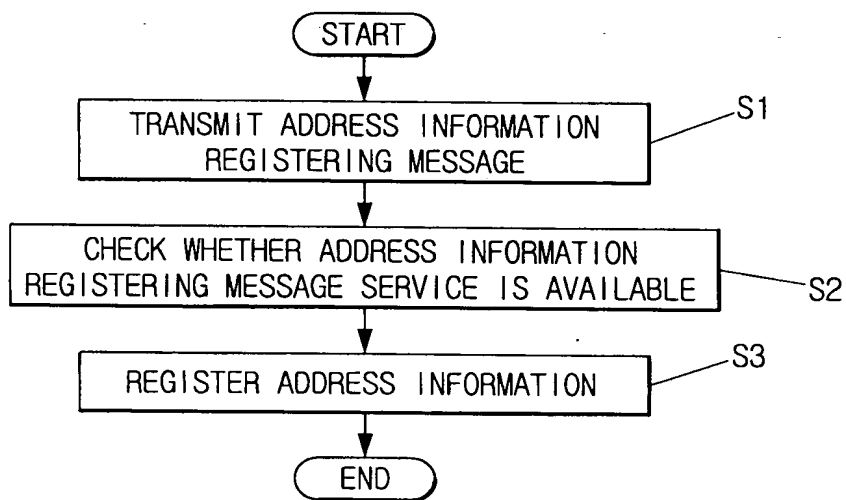 START
TRANSMIT ADDRESS INFORMATION
REGISTERING MESSAGE
S1
CHECK WHETHER ADDRESS INFORMATION
REGISTERING MESSAGE SERVICE IS AVAILABLE
S2
REGISTER ADDRESS INFORMATION
S3
END